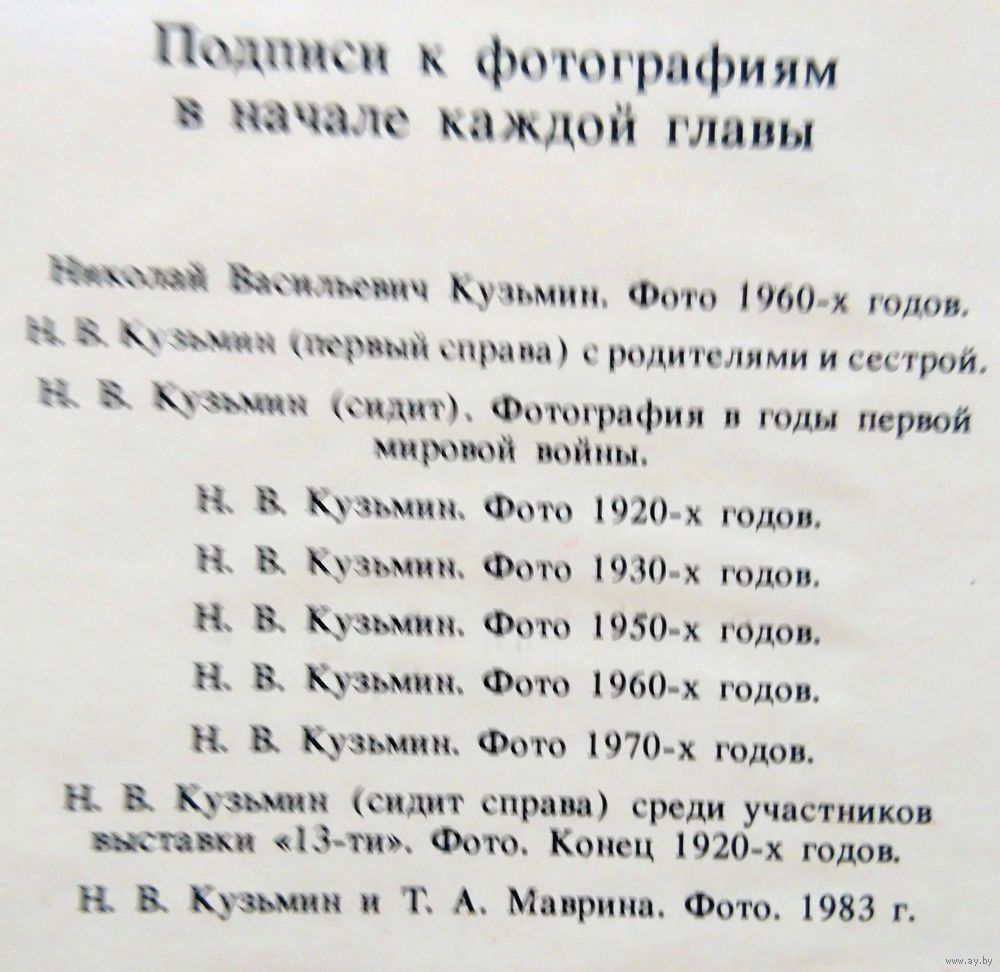 Подписи к фотографиям
в начале каждой главы
Николай Васильевич Кузьмин. Фото 1960-х годов.
Н. В. Кузьмин (первый справа) с родителями и сестрой.
Н. В. Кузьмин (сидит). Фотография в годы первой
мировой войны.
Н. В. Кузьмин. Фото 1920-х годов.
Н. В. Кузьмин. Фото 1930-х годов.
Н. В. Кузьмин. Фото 1950-х годов.
Н. В. Кузьмин. Фото 1960-х годов.
Н. В. Кузьмин. Фото 1970-х годов.
Н. В. Кузьмин (сидит справа) среди участников
выставки «13-ти». Фото. Конец 1920-х годов.
Н. В. Кузьмин и Т. А. Маврина. Фото. 1983 г.
www.ay.by